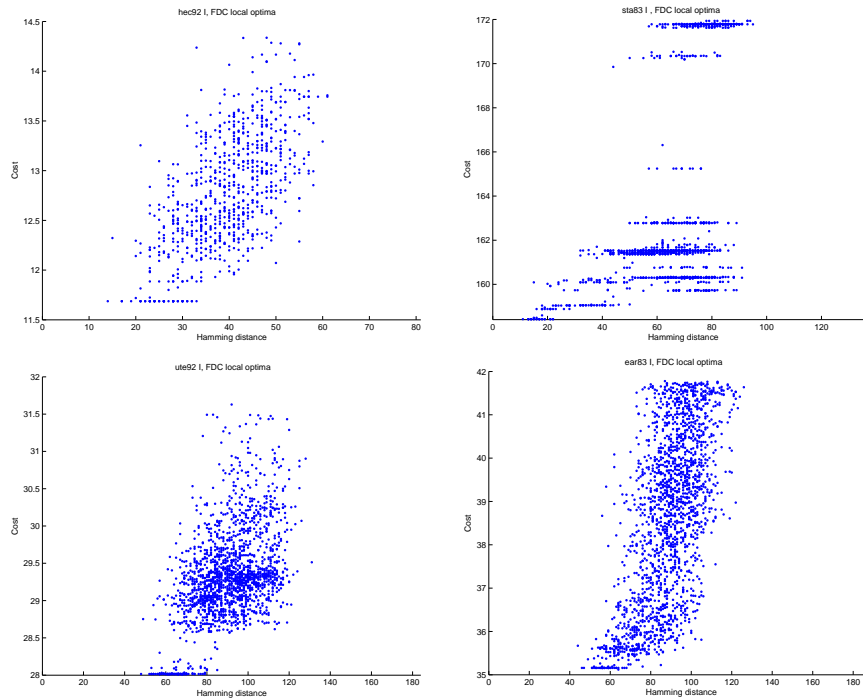 hec92 I, FDC local optima
14.5
14
13.5
13
12.5
12
11.5
Cost
0 10 20 30 40 50 60 70 80
Hamming distance
sta83 I , FDC local optima
172
170
168
166
164
162
160
Cost
0 20 40 60 80 100 120
Hamming distance
ute92 I, FDC local optima
32
31.5
31
30.5
30
29.5
29
28.5
28
Cost
0 20 40 60 80 100 120 140 160 180
Hamming distance
ear83 I, FDC local optima
42
41
40
39
38
37
36
35
Cost
0 20 40 60 80 100 120 140 160 180
Hamming distance